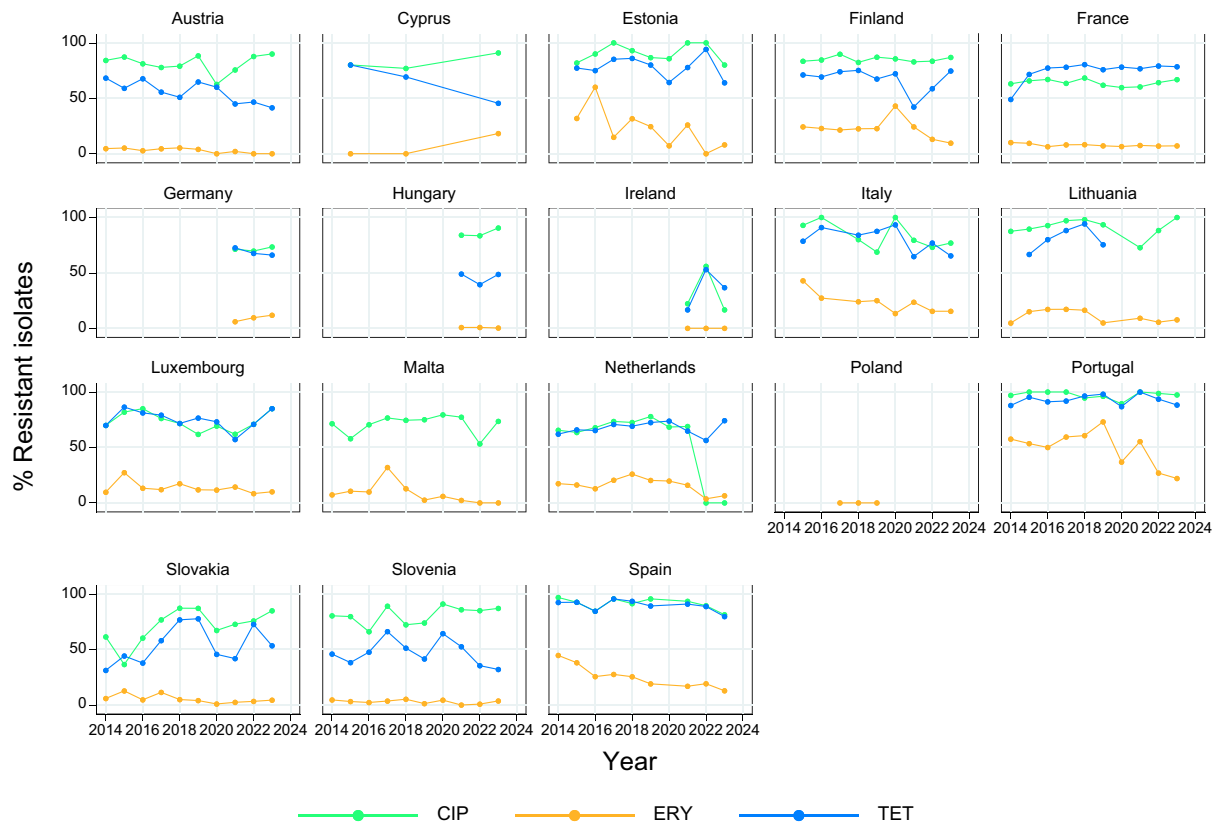 Austria Cyprus Estonia Finland France
100
50
0
Germany Hungary Ireland Italy Lithuania
100
50
0
% Resistant isolates
Luxembourg Malta Netherlands Poland Portugal
100
50
0
2014 2016 2018 2020 2022 2024 2014 2016 2018 2020 2022 2024
Slovakia Slovenia Spain
100
50
0
2014 2016 2018 2020 2022 2024 2014 2016 2018 2020 2022 2024 2014 2016 2018 2020 2022 2024
Year
CIP ERY TET